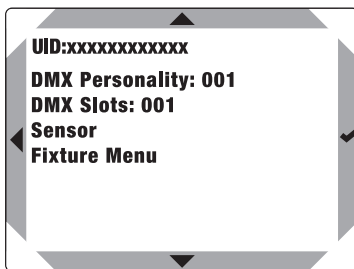 UID:xxxxxxxxxxxx
DMX Personality: 001
DMX Slots: 001
Sensor
Fixture Menu